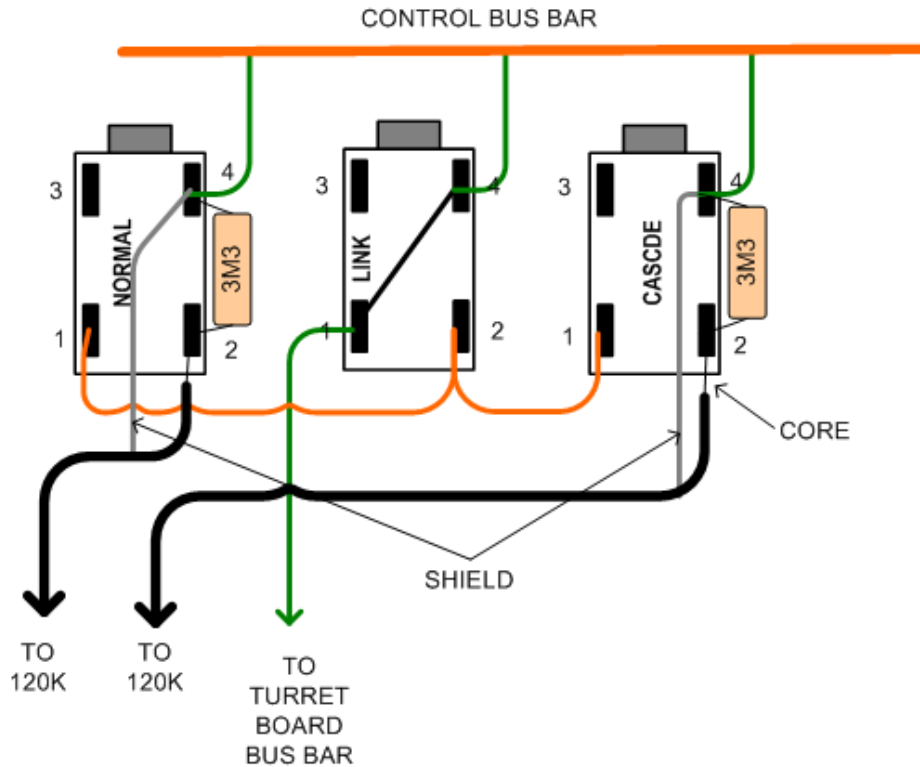 CONTROL BUS BAR
3
4
NORMAL
3M3
1
2
3
4
LINK
1
2
3
4
CASCDE
3M3
1
2
CORE
SHIELD
TO
120K
TO
120K
TO
TURRET
BOARD
BUS BAR